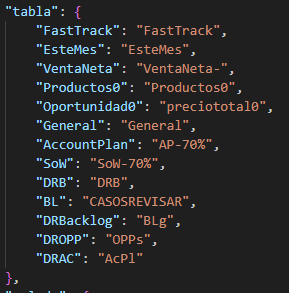 "tabla": {
"FastTrack": "FastTrack",
"EsteMes": "EsteMes",
"VentaNeta": "VentaNeta-",
"Productos0": "Productos0",
"Oportunidad0": "preciototal0",
"General": "General",
"AccountPlan": "AP-70%",
"SoW": "SoW-70%",
"DRB": "DRB",
"BL": "CASOSREVISAR",
"DRBacklog": "BLg",
"DROPP": "OPPs",
"DRAC": "AcPl"
},